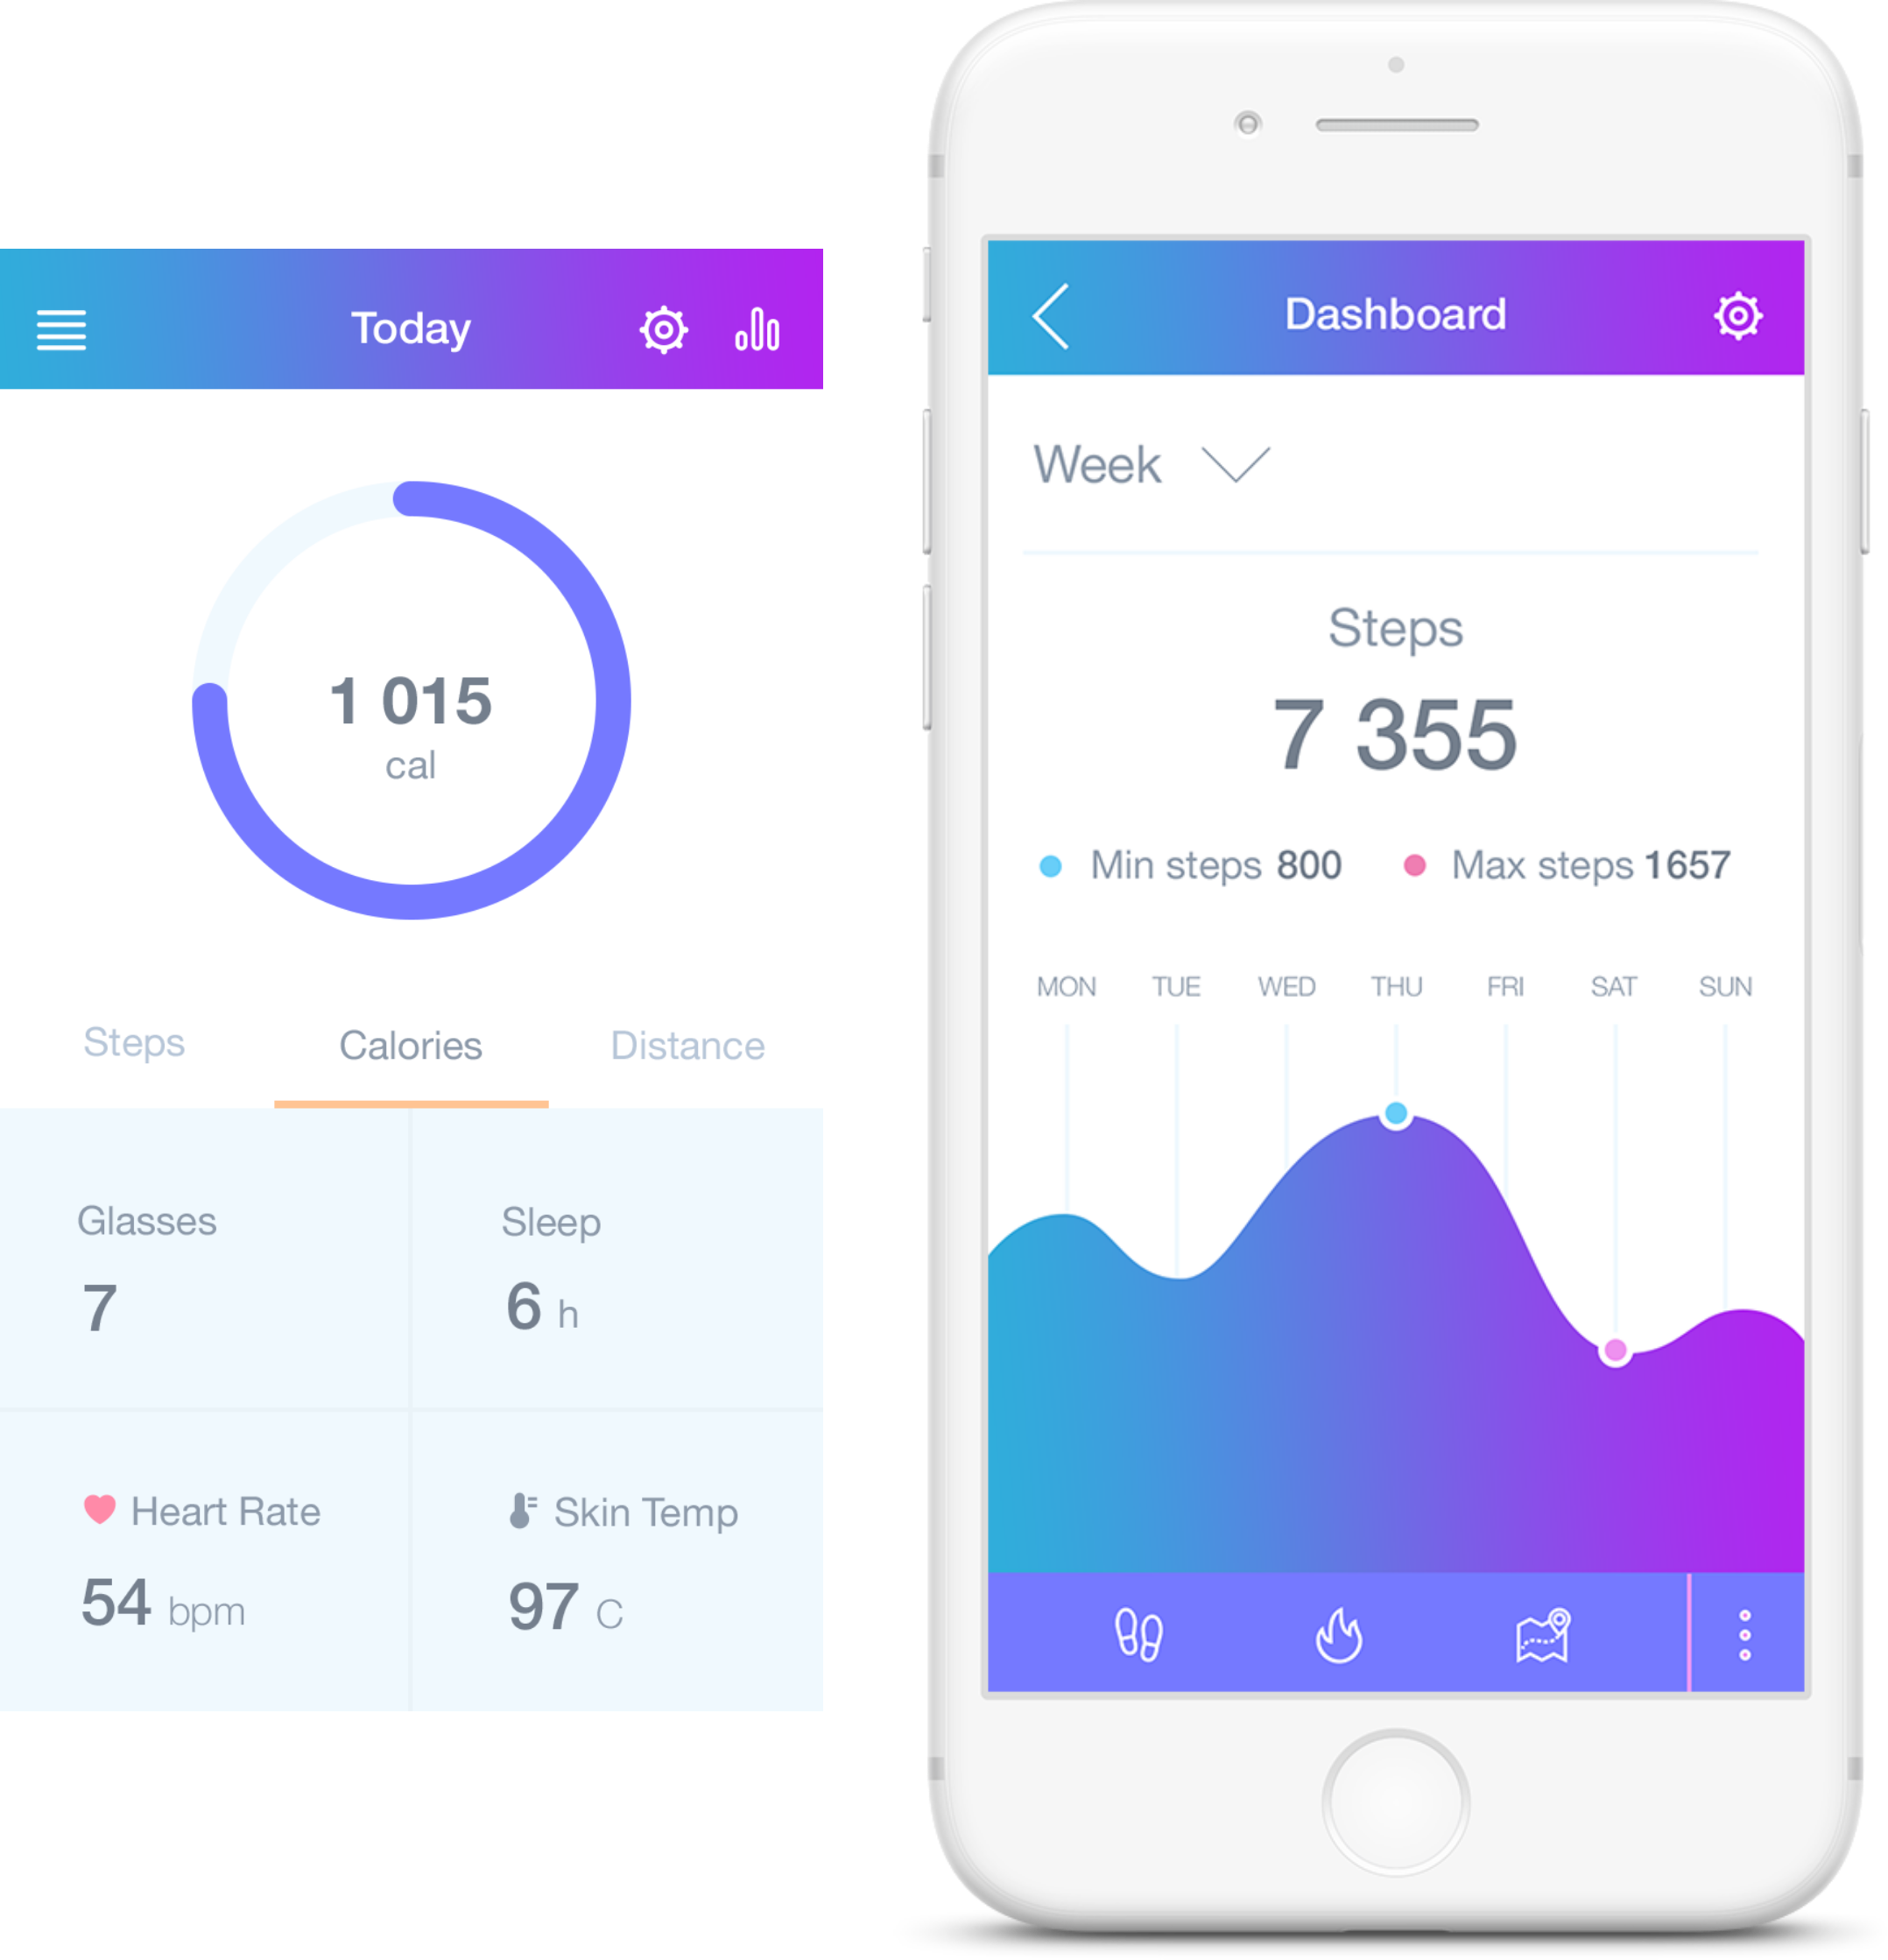 Today
1 015
cal
Steps Calories Distance
Glasses Sleep
7 6 h
Heart Rate Skin Temp
54 bpm 97 C
Dashboard
Week
Steps
7 355
Min steps 800 Max steps 1657
MON TUE WED THU FRI SAT SUN